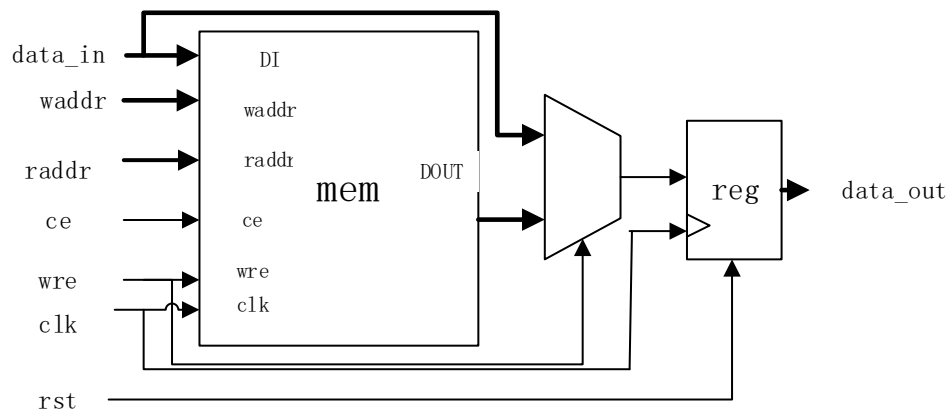 data_in
waddr
raddr
ce
wre
clk
rst
DI
waddr
raddr
mem
DOUT
ce
wre
clk
reg
data_out